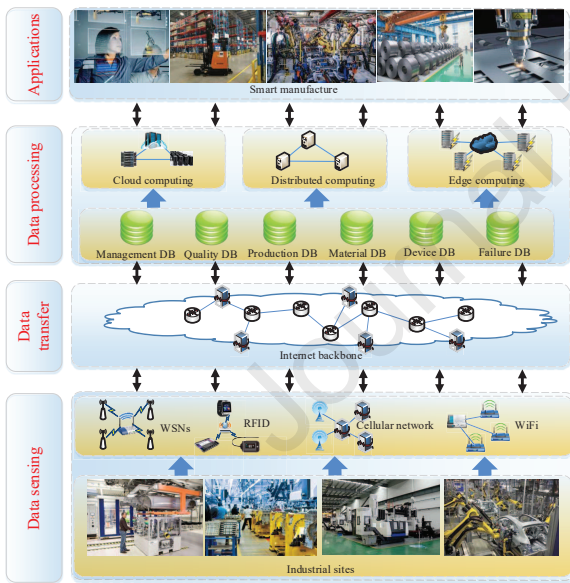 Applications
Smart manufacture
Data processing
Cloud computing
Distributed computing
Edge computing
Management DB
Quality DB
Production DB
Material DB
Device DB
Failure DB
Data
transfer
Internet backbone
Data sensing
WSNs
RFID
Cellular network
WiFi
Industrial sites
Journal